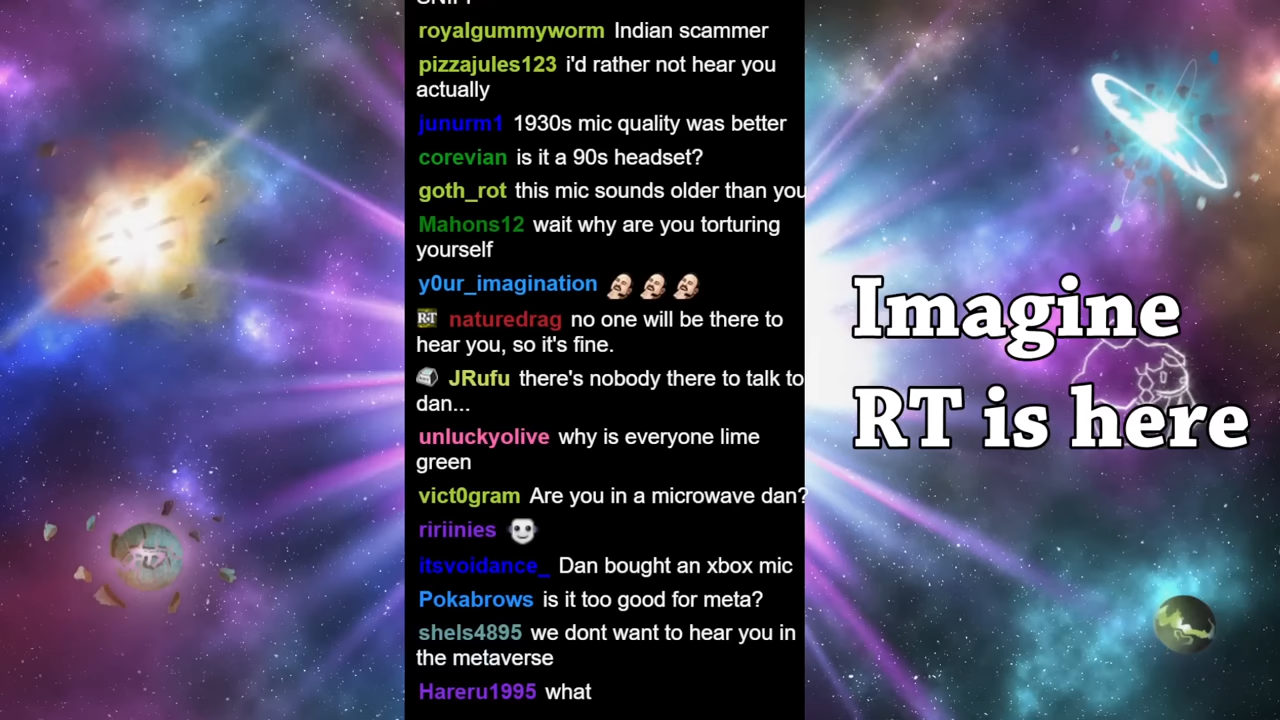 royalgummyworm Indian scammer
pizzajules123 i'd rather not hear you
actually
junurm1 1930s mic quality was better
corevian is it a 90s headset?
goth_rot this mic sounds older than you
Mahons12 wait why are you torturing
yourself
y0ur_imagination
RT naturedrag no one will be there to
hear you, so it's fine.
JRufu there's nobody there to talk to
dan...
unluckyolive why is everyone lime
green
vict0gram Are you in a microwave dan?
ririinies
itsvoidance_ Dan bought an xbox mic
Pokabrows is it too good for meta?
shels4895 we dont want to hear you in
the metaverse
Hareru1995 what
Imagine
RT is here